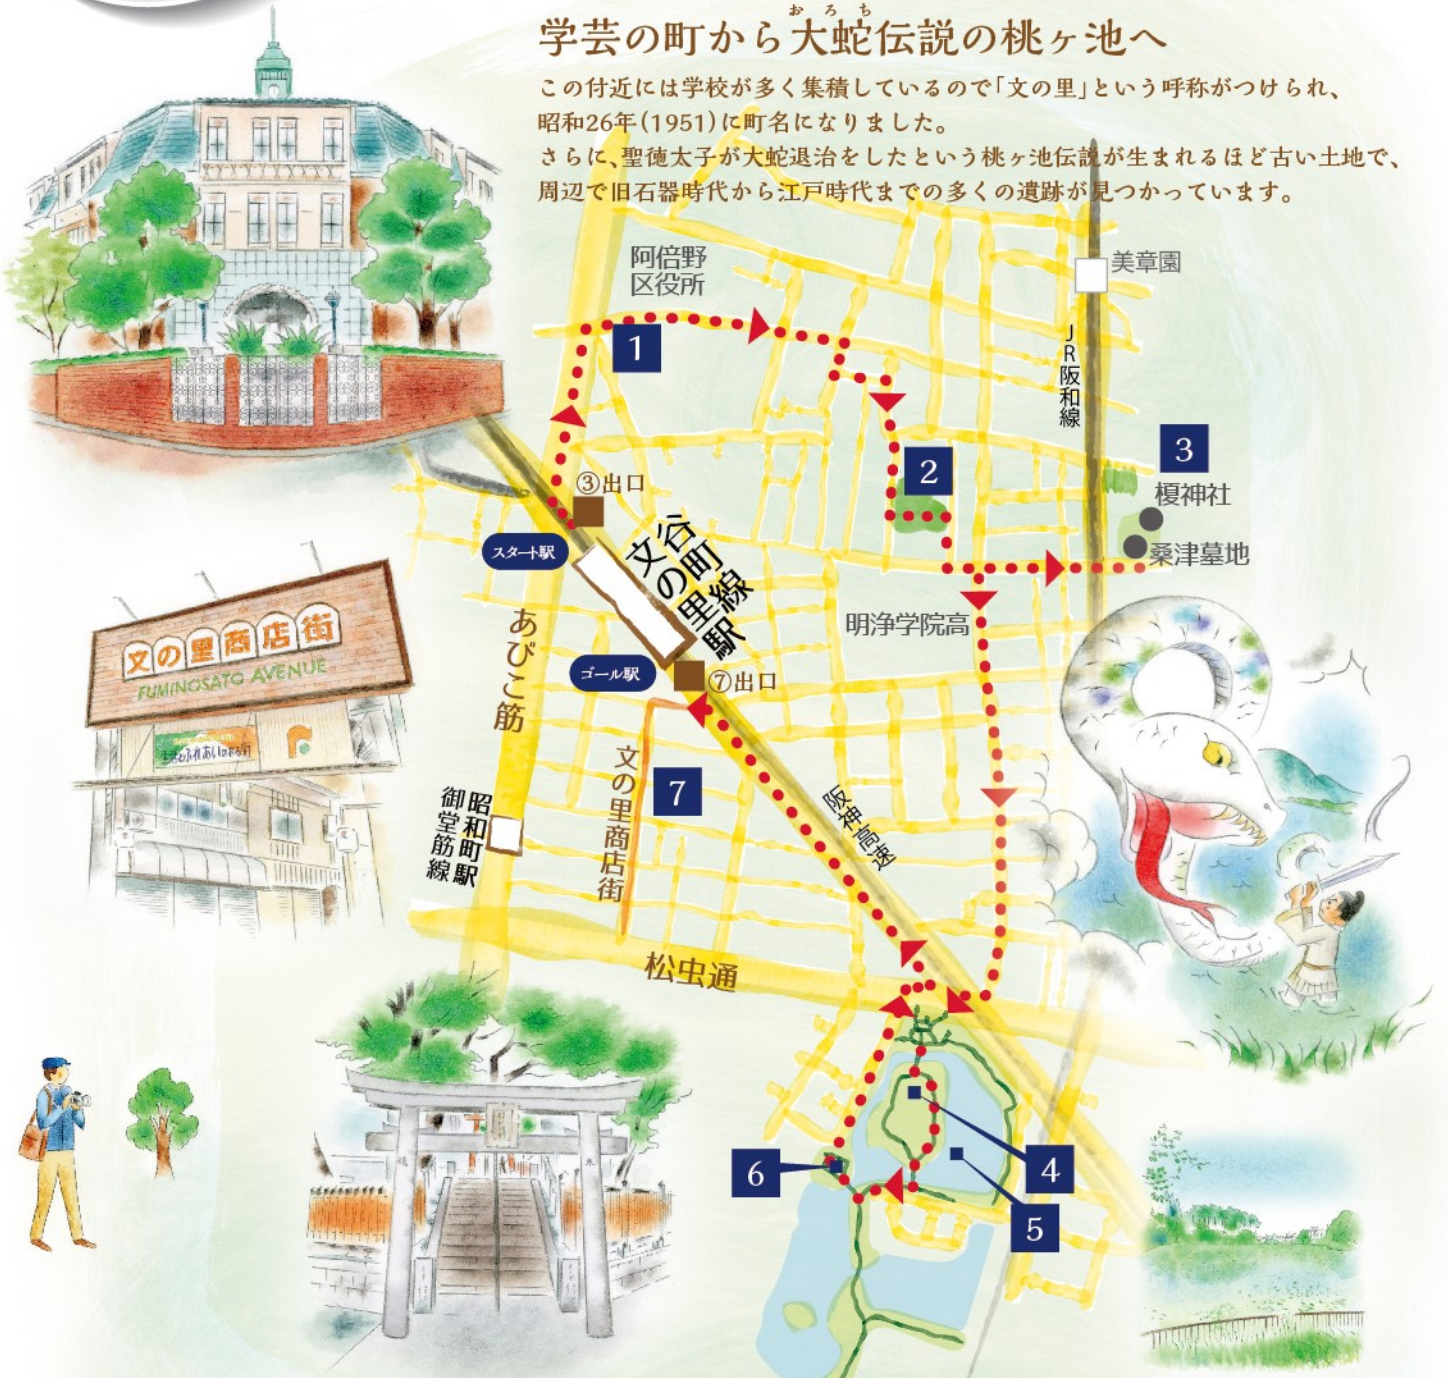 おろち
学芸の町から大蛇伝説の桃ヶ池へ
この付近には学校が多く集積しているので「文の里」という呼称がつけられ、
昭和26年(1951)に町名になりました。
さらに、聖徳太子が大蛇退治をしたという桃ヶ池伝説が生まれるほど古い土地で、
周辺で旧石器時代から江戸時代までの多くの遺跡が見つかっています。
阿倍野
区役所
美章園
1
JR阪和線
3
2
③出口
榎神社
スタート駅
谷町線
文の里駅
桑津墓地
あびこ筋
明浄学院高
文の里商店街
FUMINOSATO AVENUE
ゴール駅
⑦出口
文の里商店街
7
昭和町駅
御堂筋線
阪神高速
松虫通
6
4
5